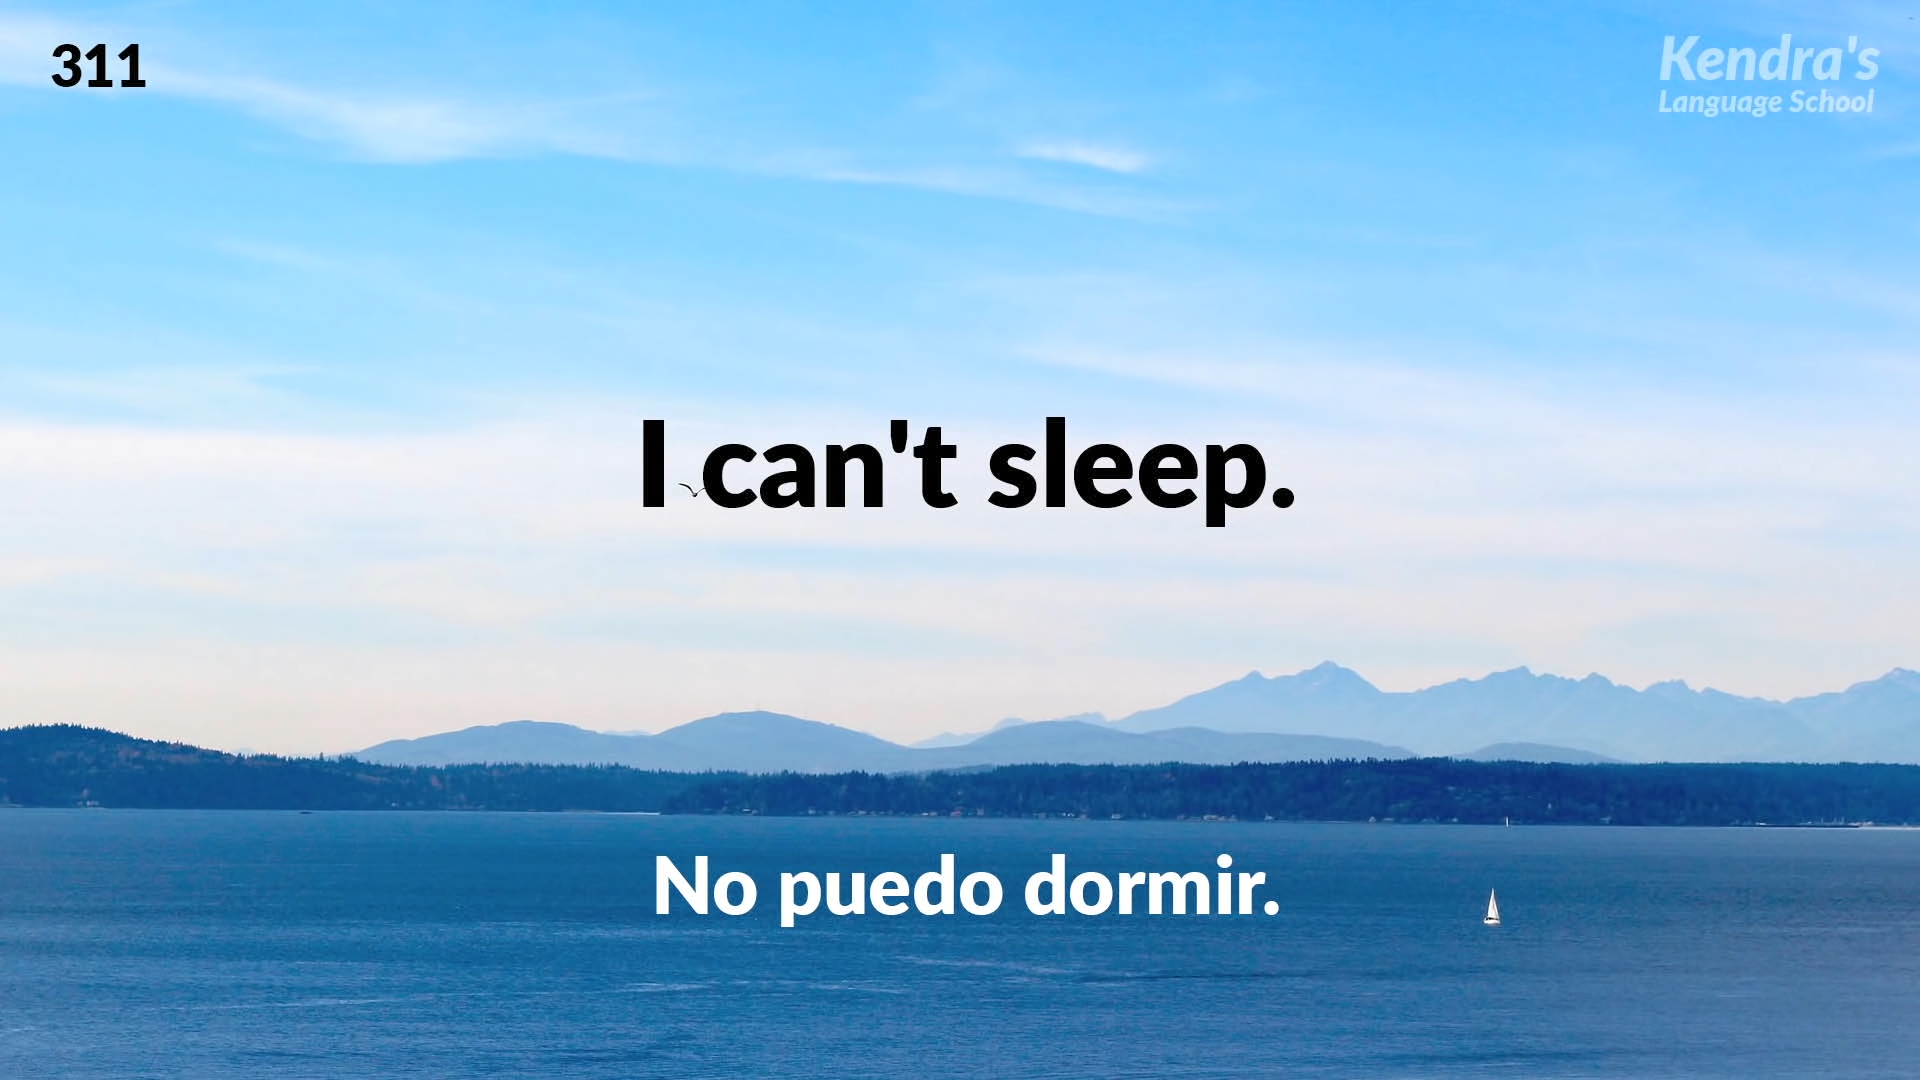 311
Kendra's
Language School
I can't sleep.
No puedo dormir.